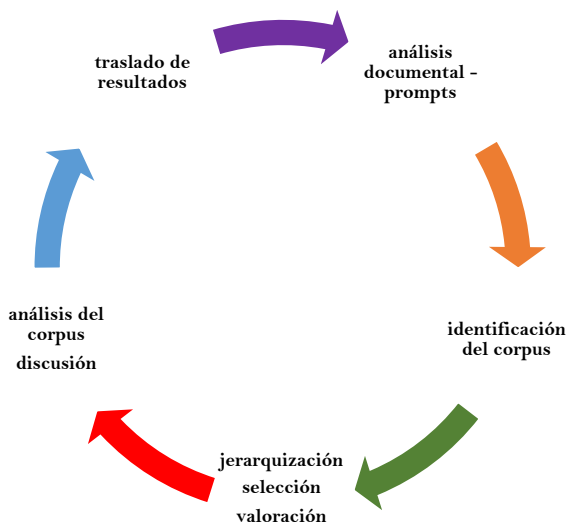 traslado de
resultados
análisis
documental -
prompts
identificación
del corpus
jerarquización
selección
valoración
análisis del
corpus
discusión